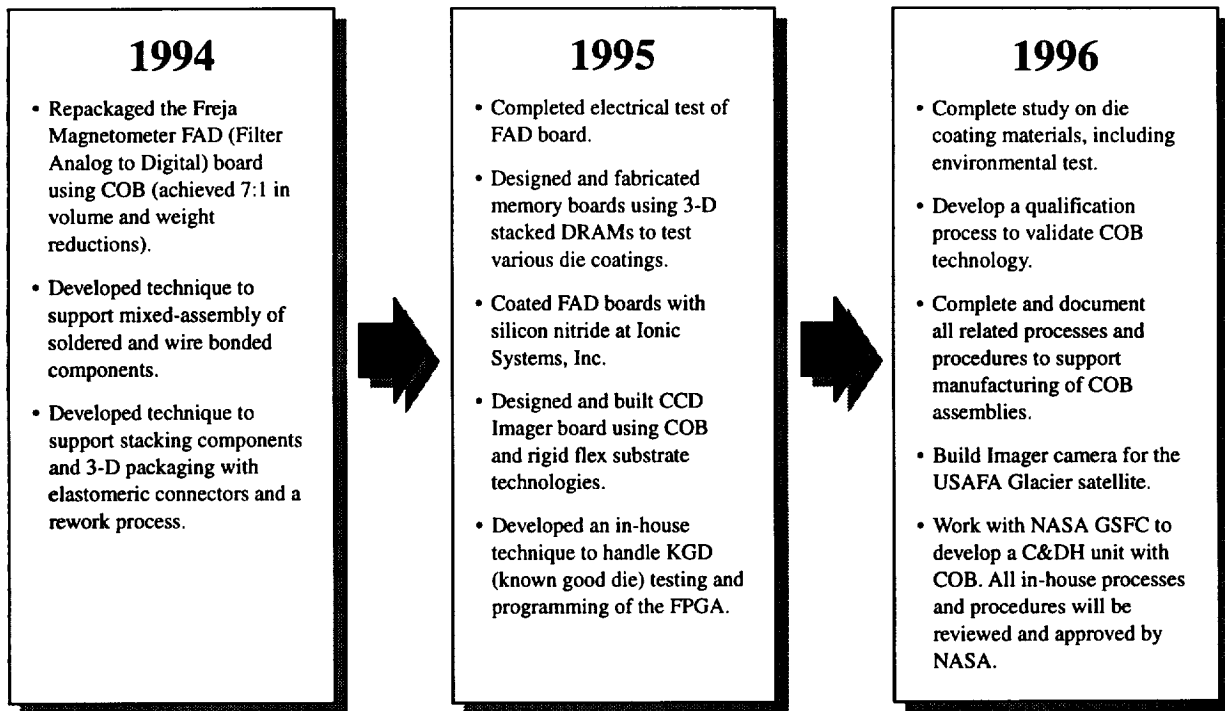 1994
• Repackaged the Freja
Magnetometer FAD (Filter
Analog to Digital) board
using COB (achieved 7:1 in
volume and weight
reductions).
• Developed technique to
support mixed-assembly of
soldered and wire bonded
components.
• Developed technique to
support stacking components
and 3-D packaging with
elastomeric connectors and a
rework process.
1995
• Completed electrical test of
FAD board.
• Designed and fabricated
memory boards using 3-D
stacked DRAMs to test
various die coatings.
• Coated FAD boards with
silicon nitride at Ionic
Systems, Inc.
• Designed and built CCD
Imager board using COB
and rigid flex substrate
technologies.
• Developed an in-house
technique to handle KGD
(known good die) testing and
programming of the FPGA.
1996
• Complete study on die
coating materials, including
environmental test.
• Develop a qualification
process to validate COB
technology.
• Complete and document
all related processes and
procedures to support
manufacturing of COB
assemblies.
• Build Imager camera for the
USAFA Glacier satellite.
• Work with NASA GSFC to
develop a C&DH unit with
COB. All in-house processes
and procedures will be
reviewed and approved by
NASA.